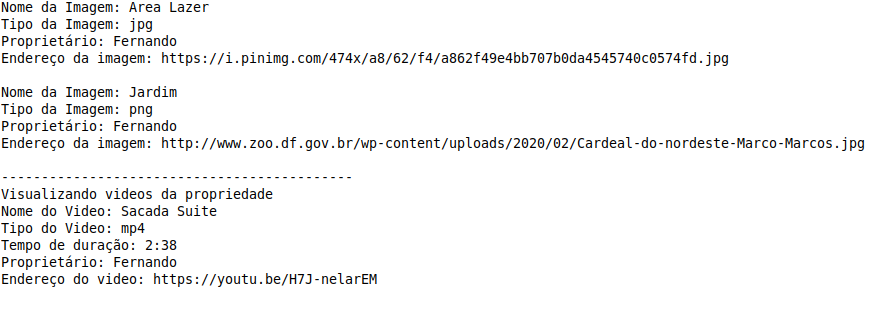 Nome da Imagem: Area Lazer
Tipo da Imagem: jpg
Proprietário: Fernando
Endereço da imagem: https://i.pinimg.com/474x/a8/62/f4/a862f49e4bb707b0da4545740c0574fd.jpg
Nome da Imagem: Jardim
Tipo da Imagem: png
Proprietário: Fernando
Endereço da imagem: http://www.zoo.df.gov.br/wp-content/uploads/2020/02/Cardeal-do-nordeste-Marco-Marcos.jpg
--------------------------------------------
Visualizando videos da propriedade
Nome do Video: Sacada Suite
Tipo do Video: mp4
Tempo de duração: 2:38
Proprietário: Fernando
Endereço do video: https://youtu.be/H7J-nelarEM